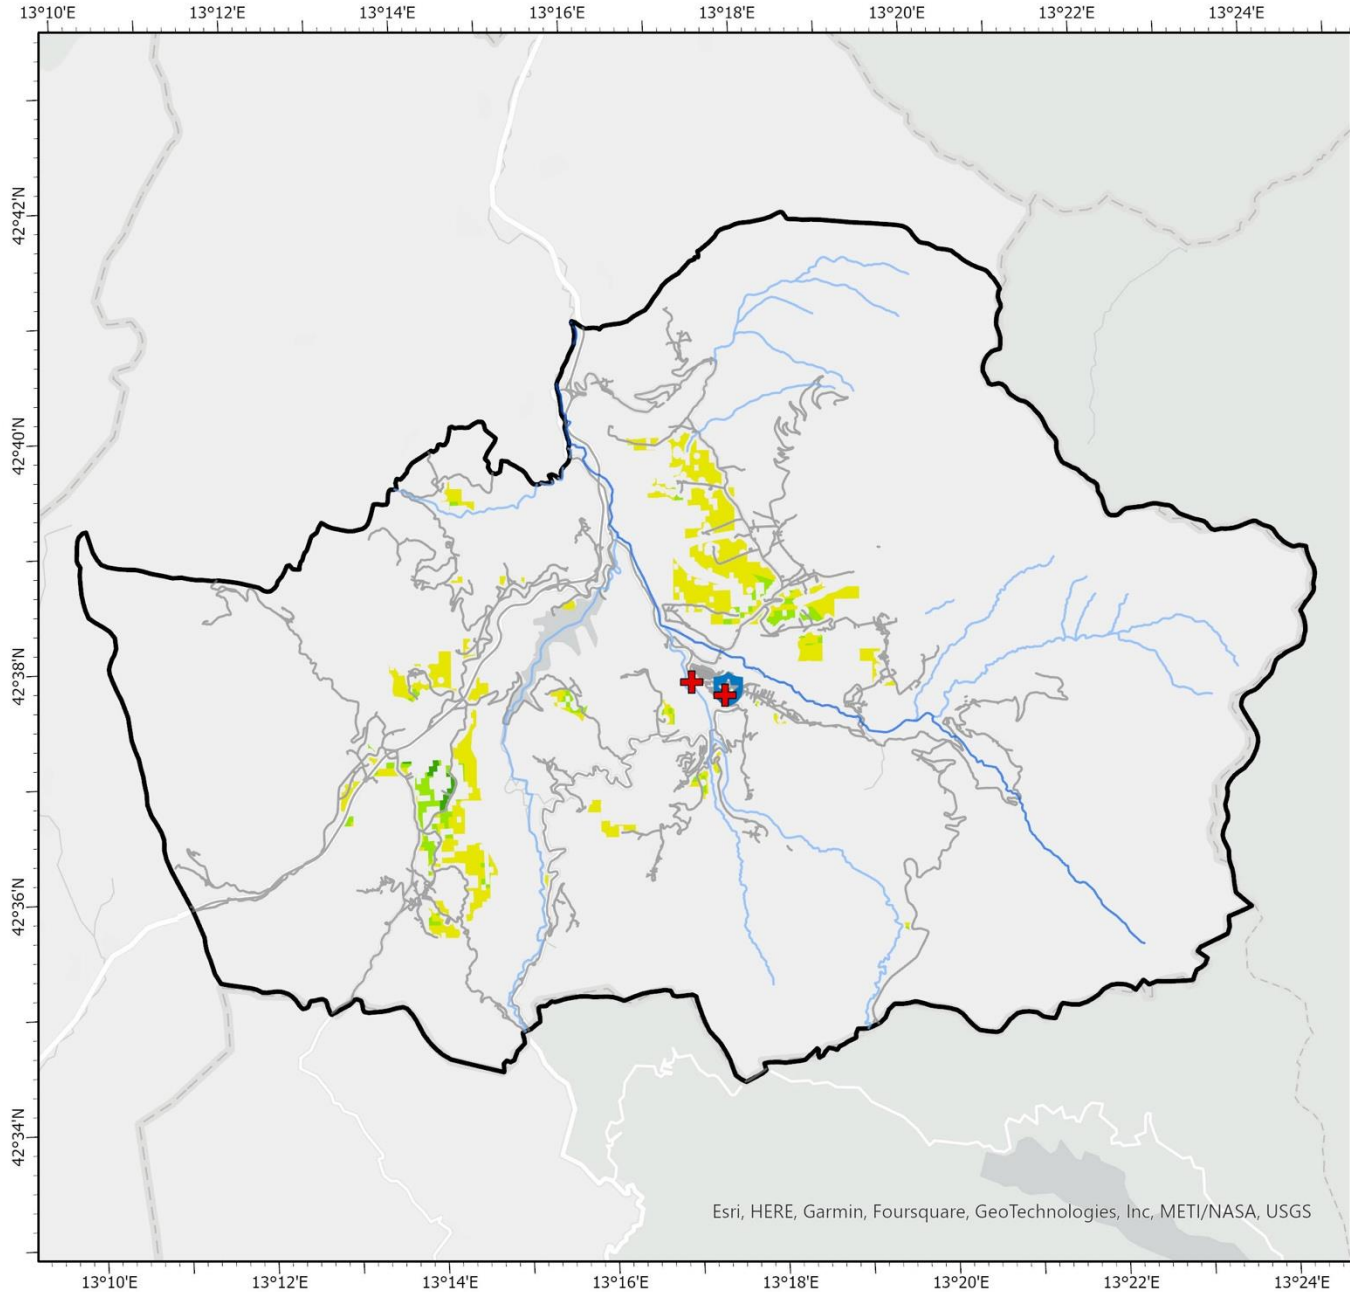 13°10'E 13°12'E 13°14'E 13°16'E 13°18'E 13°20'E 13°22'E 13°24'E
42°42'N
42°40'N
42°38'N
42°36'N
42°34'N
Esri, HERE, Garmin, Foursquare, GeoTechnologies, Inc, METI/NASA, USGS
13°10'E 13°12'E 13°14'E 13°16'E 13°18'E 13°20'E 13°22'E 13°24'E